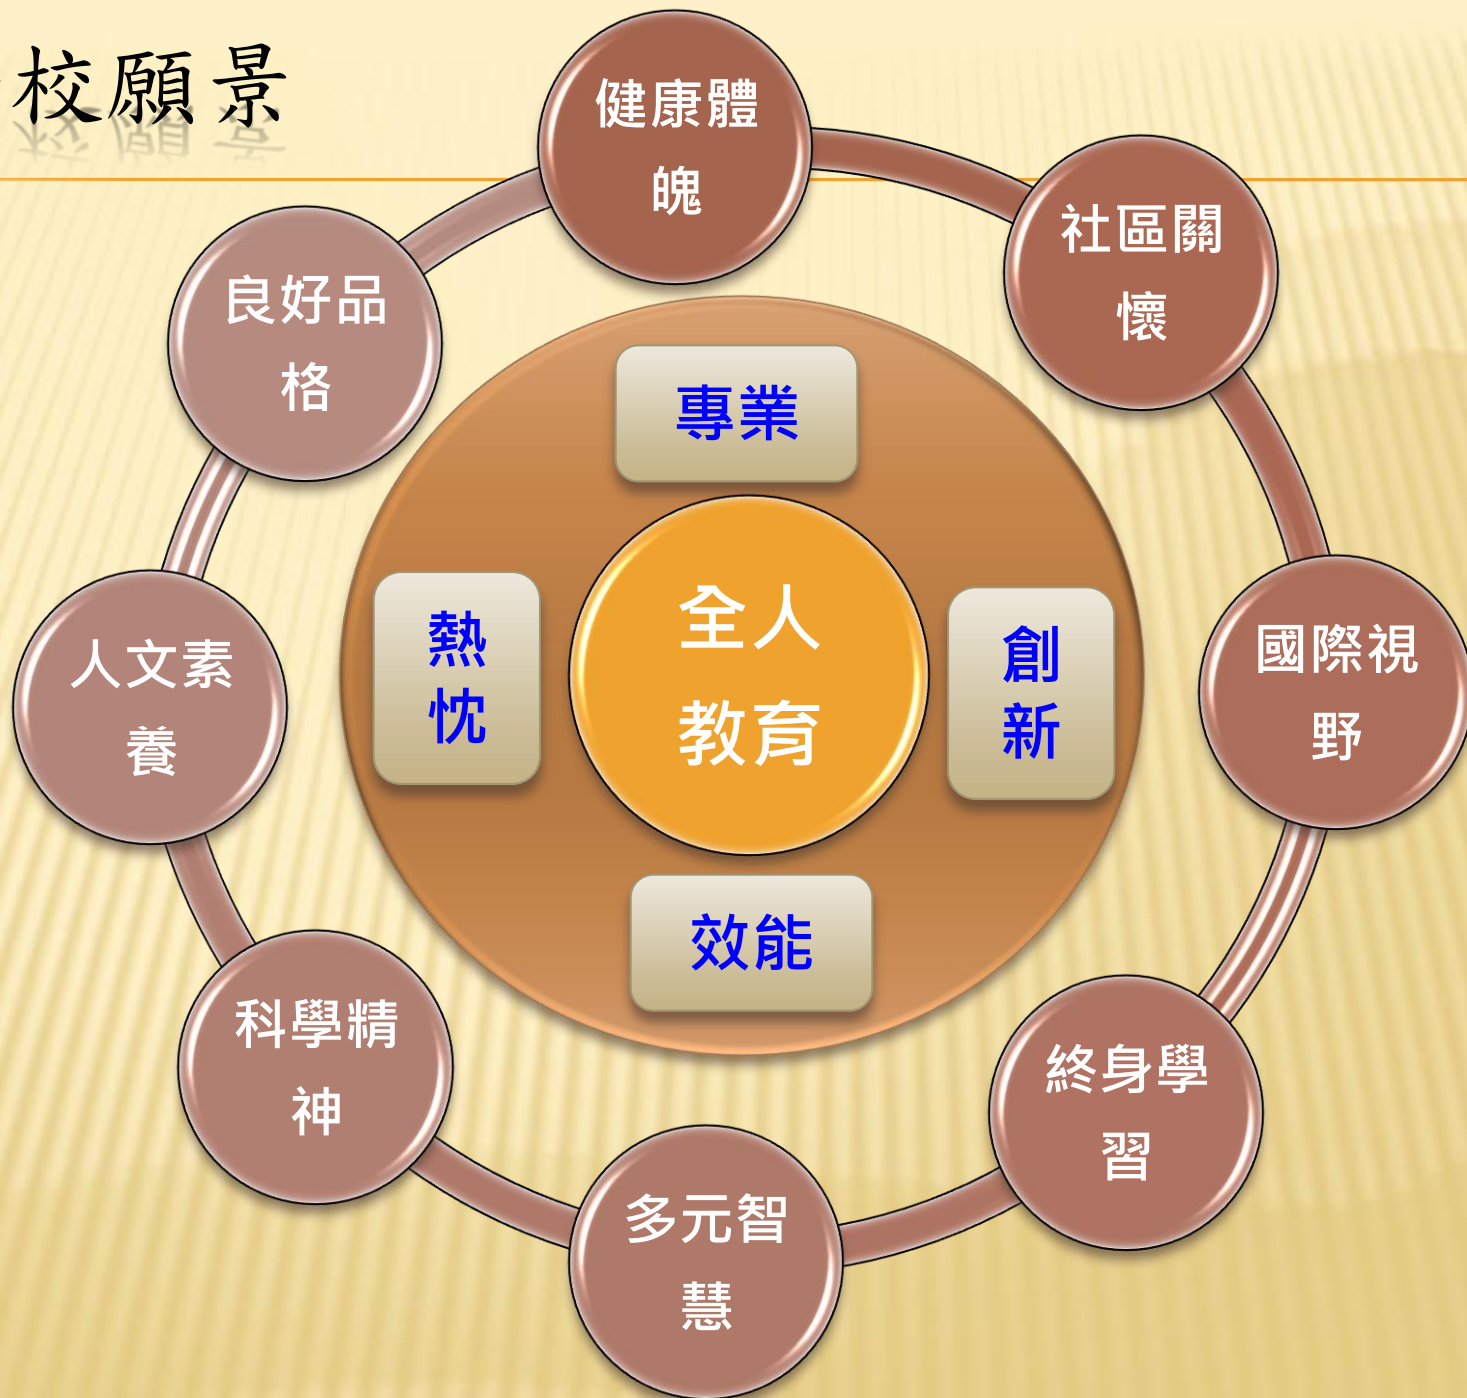 校願景
健康體
魄
社區關
懷
國際視
野
終身學
習
多元智
慧
科學精
神
人文素
養
良好品
格
專業
創
新
效能
熱
忱
全人
教育